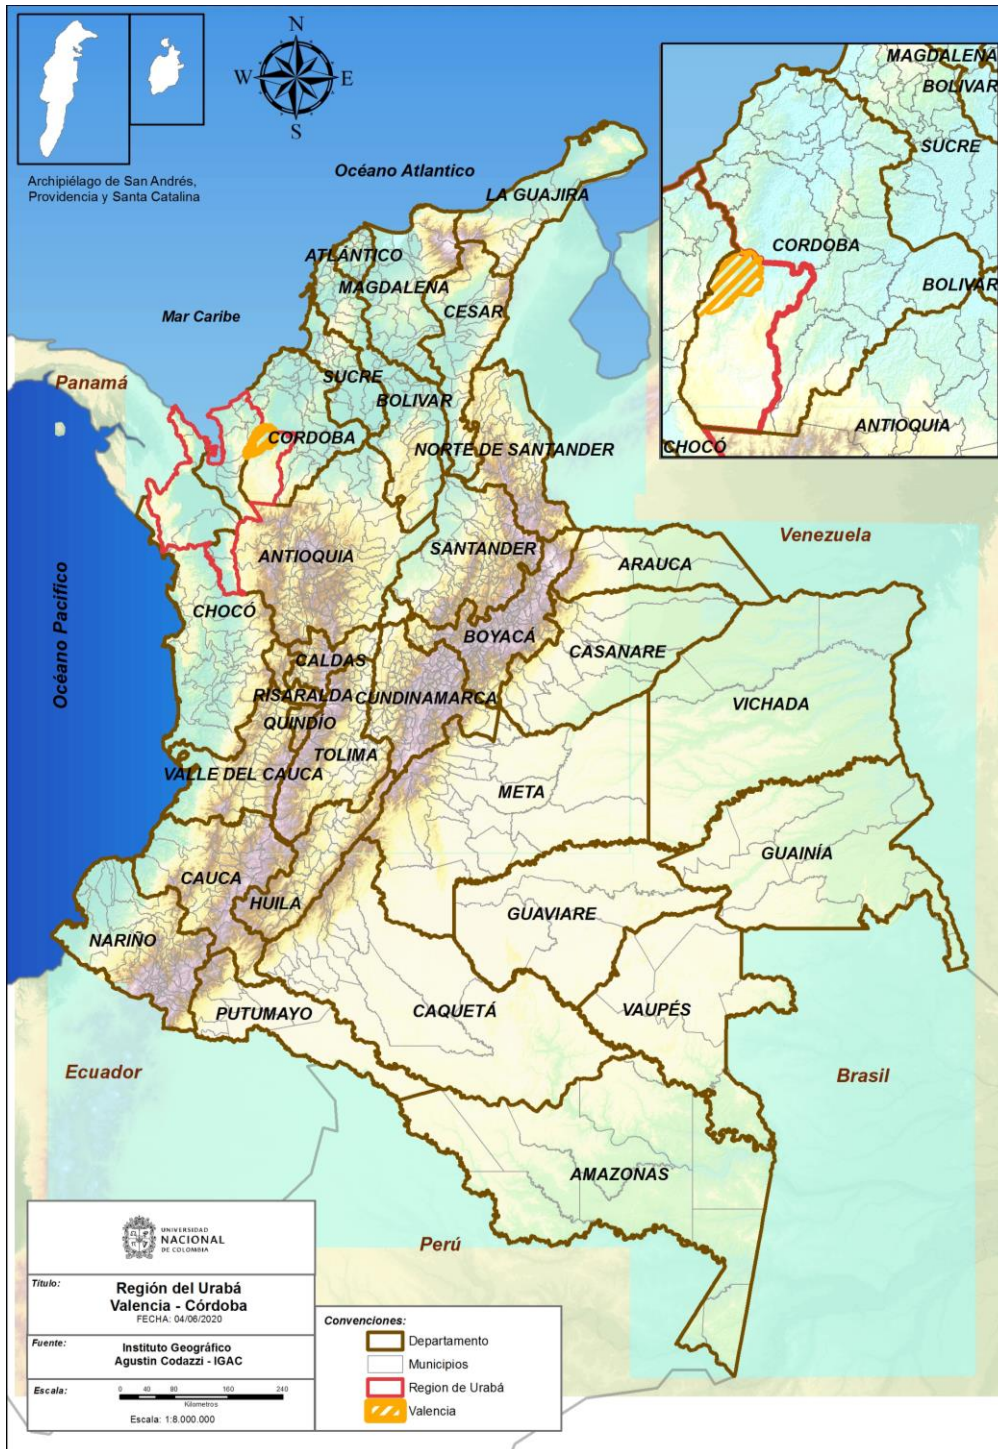 N
W
E
S
Archipiélago de San Andrés,
Providencia y Santa Catalina
Océano Atlantico
LA GUAJIRA
ATLÁNTICO
MAGDALENA
CESAR
Mar Caribe
SUCRE
BOLIVAR
Panamá
CORDOBA
NORTE DE SANTANDER
MAGDALENA
BOLIVAR
SUCRE
CORDOBA
BOLIVAR
ANTIOQUIA
CHOCÓ
Venezuela
ANTIOQUIA
SANTANDER
ARAUCA
CHOCÓ
BOYACÁ
CASANARE
Océano Pacifico
CALDAS
RISARALDA
CUNDINAMARCA
QUINDÍO
VICHADA
TOLIMA
VALLE DEL CAUCA
META
GUAINÍA
CAUCA
HUILA
GUAVIARE
NARIÑO
PUTUMAYO
CAQUETÁ
VAUPÉS
Ecuador
Brasil
AMAZONAS
Perú
UNIVERSIDAD
NACIONAL
DE COLOMBIA
Título:
Región del Urabá
Valencia - Córdoba
FECHA: 04/06/2020
Fuente:
Instituto Geográfico
Agustin Codazzi - IGAC
Escala:
0 40 80 160 240
Kilometros
Escala: 1:8.000.000
Convenciones:
Departamento
Municipios
Region de Urabá
Valencia